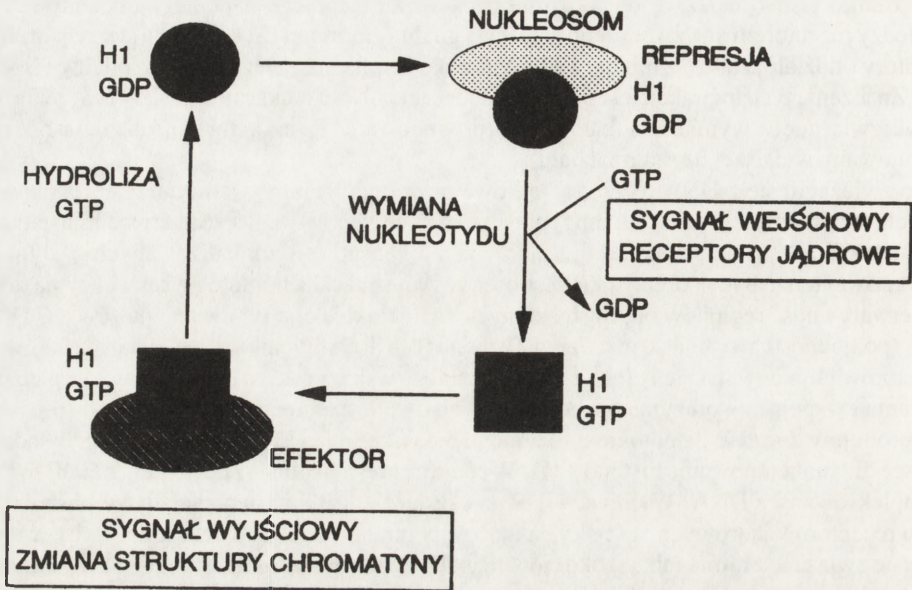 NUKLEOSOM
H1
GDP
REPRESJA
H1
GDP
HYDROLIZA
GTP
WYMIANA
NUKLEOTYDU
GTP
SYGNAŁ WEJŚCIOWY
RECEPTORY JĄDROWE
GDP
H1
GTP
H1
GTP
EFEKTOR
SYGNAŁ WYJŚCIOWY
ZMIANA STRUKTURY CHROMATYNY